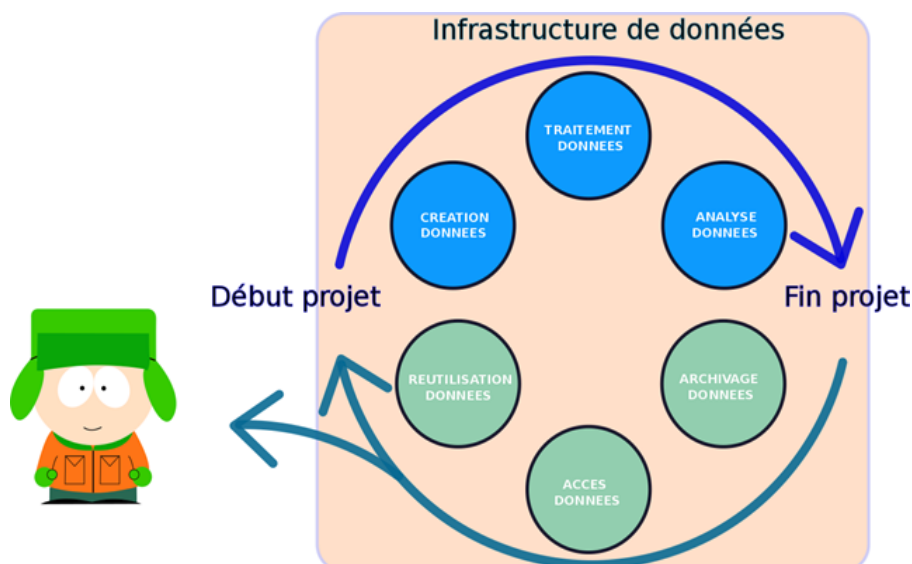 Infrastructure de données
TRAITEMENT
DONNEES
CREATION
DONNEES
ANALYSE
DONNEES
Début projet
Fin projet
REUTILISATION
DONNEES
ARCHIVAGE
DONNEES
ACCES
DONNEES